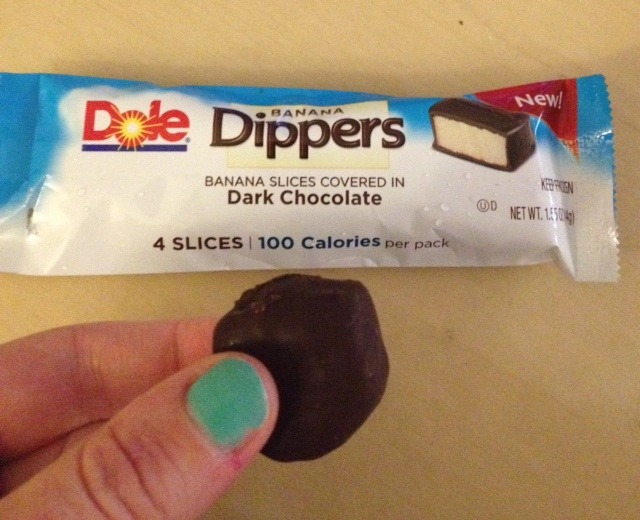 Dole
BANANA
Dippers
New!
BANANA SLICES COVERED IN
Dark Chocolate
KEEP FROZEN
Ⓤ D
NET WT.
4 SLICES | 100 Calories per pack